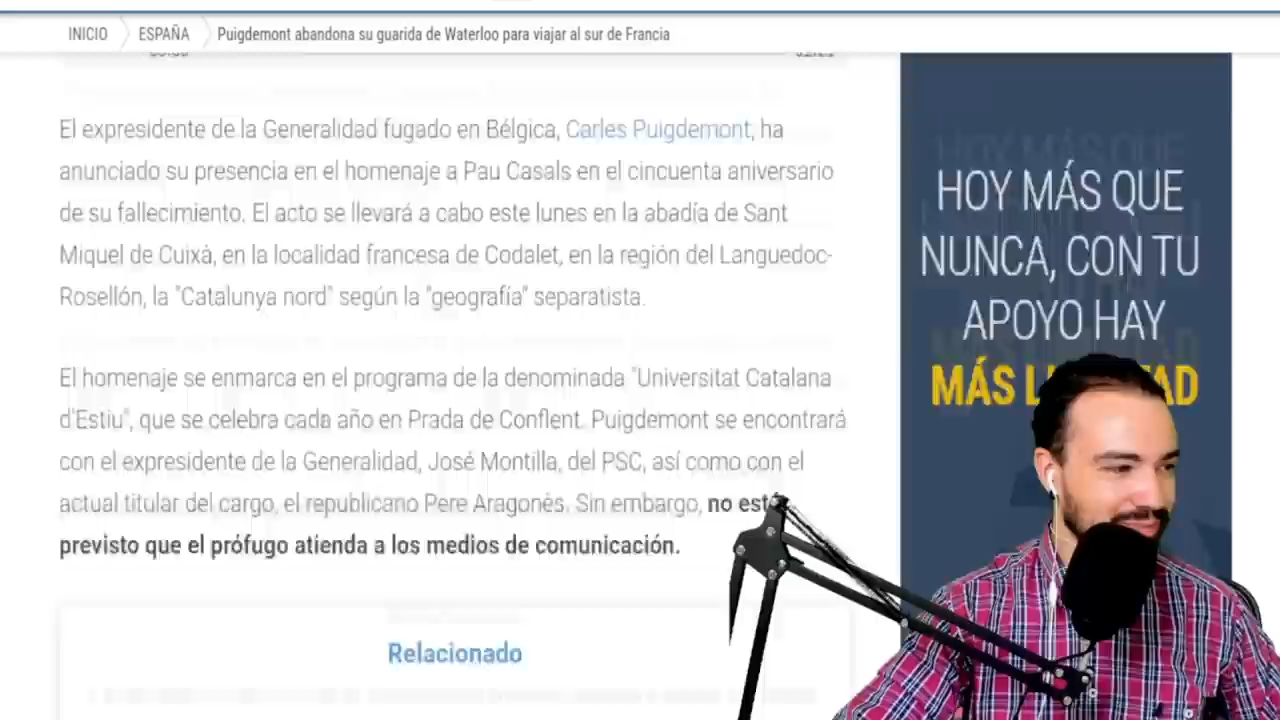 INICIO
ESPAÑA
Puigdemont abandona su guarida de Waterloo para viajar al sur de Francia
El expresidente de la Generalidad fugado en Bélgica, Carles Puigdemont, ha
anunciado su presencia en el homenaje a Pau Casals en el cincuenta aniversario
de su fallecimiento. El acto se llevará a cabo este lunes en la abadía de Sant
Miquel de Cuixà, en la localidad francesa de Codalet, en la región del Languedoc-
Rosellón, la "Catalunya nord" según la "geografía" separatista.
El homenaje se enmarca en el programa de la denominada "Universitat Catalana
d'Estiu", que se celebra cada año en Prada de Conflent. Puigdemont se encontrará
con el expresidente de la Generalidad, José Montilla, del PSC, así como con el
actual titular del cargo, el republicano Pere Aragonès. Sin embargo, no está
previsto que el prófugo atienda a los medios de comunicación.
Relacionado
HOY MÁS QUE
NUNCA, CON TU
APOYO HAY
MÁS